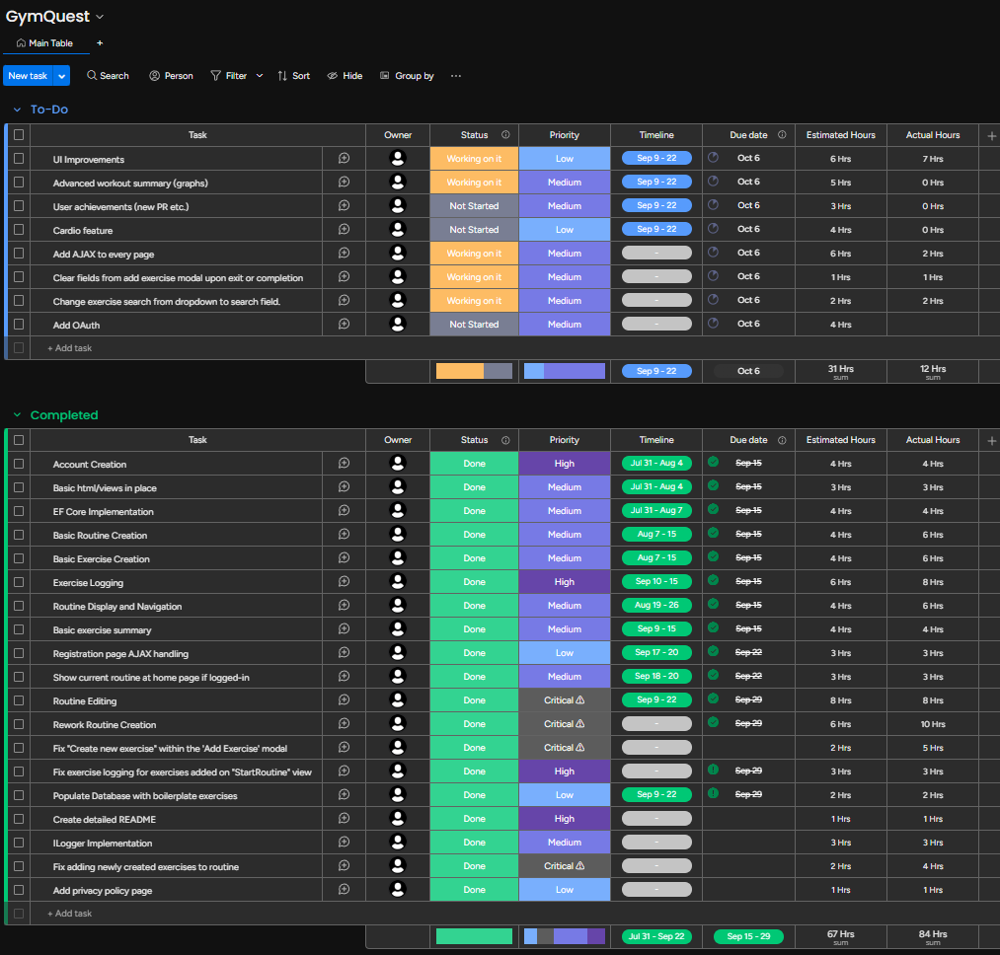 GymQuest
Main Table +
New task Search Person Filter Sort Hide Group by ...
To-Do
Task Owner Status Priority Timeline Due date Estimated Hours Actual Hours +
UI Improvements Working on it Low Sep 9 - 22 Oct 6 6 Hrs 7 Hrs
Advanced workout summary (graphs) Working on it Medium Sep 9 - 22 Oct 6 5 Hrs 0 Hrs
User achievements (new PR etc.) Not Started Medium Sep 9 - 22 Oct 6 3 Hrs 0 Hrs
Cardio feature Not Started Low Sep 9 - 22 Oct 6 4 Hrs 0 Hrs
Add AJAX to every page Working on it Medium - Oct 6 6 Hrs 2 Hrs
Clear fields from add exercise modal upon exit or completion Working on it Medium - Oct 6 1 Hrs 1 Hrs
Change exercise search from dropdown to search field. Working on it Medium - Oct 6 2 Hrs 2 Hrs
Add OAuth Not Started Medium - Oct 6 4 Hrs
+ Add task
Sep 9 - 22 Oct 6 31 Hrs 12 Hrs
sum sum
Completed
Task Owner Status Priority Timeline Due date Estimated Hours Actual Hours +
Account Creation Done High Jul 31 - Aug 4 Sep 15 4 Hrs 4 Hrs
Basic html/views in place Done Medium Jul 31 - Aug 4 Sep 15 4 Hrs 3 Hrs
EF Core Implementation Done Medium Jul 31 - Aug 7 Sep 15 4 Hrs 4 Hrs
Basic Routine Creation Done Medium Aug 7 - 15 Sep 15 4 Hrs 6 Hrs
Basic Exercise Creation Done Medium Aug 7 - 15 Sep 15 4 Hrs 6 Hrs
Exercise Logging Done High Sep 10 - 15 Sep 15 6 Hrs 8 Hrs
Routine Display and Navigation Done Medium Aug 19 - 26 Sep 15 4 Hrs 6 Hrs
Basic exercise summary Done Medium Sep 9 - 15 Sep 15 4 Hrs 4 Hrs
Registration page AJAX handling Done Low Sep 17 - 20 Sep 22 3 Hrs 3 Hrs
Show current routine at home page if logged-in Done Medium Sep 18 - 20 Sep 22 3 Hrs 3 Hrs
Routine Editing Done Critical ⚠ Sep 9 - 22 Sep 29 8 Hrs 8 Hrs
Rework Routine Creation Done Critical ⚠ - Sep 29 6 Hrs 10 Hrs
Fix "Create new exercise" within the 'Add Exercise' modal Done Critical ⚠ - 2 Hrs 5 Hrs
Fix exercise logging for exercises added on "StartRoutine" view Done High - Sep 29 3 Hrs 3 Hrs
Populate Database with boilerplate exercises Done Low Sep 9 - 22 Sep 29 2 Hrs 2 Hrs
Create detailed README Done High - 1 Hrs 1 Hrs
ILogger Implementation Done Medium - 3 Hrs 3 Hrs
Fix adding newly created exercises to routine Done Critical ⚠ - 2 Hrs 4 Hrs
Add privacy policy page Done Low - 1 Hrs 1 Hrs
+ Add task
Jul 31 - Sep 22 Sep 15 - 29 67 Hrs 84 Hrs
sum sum